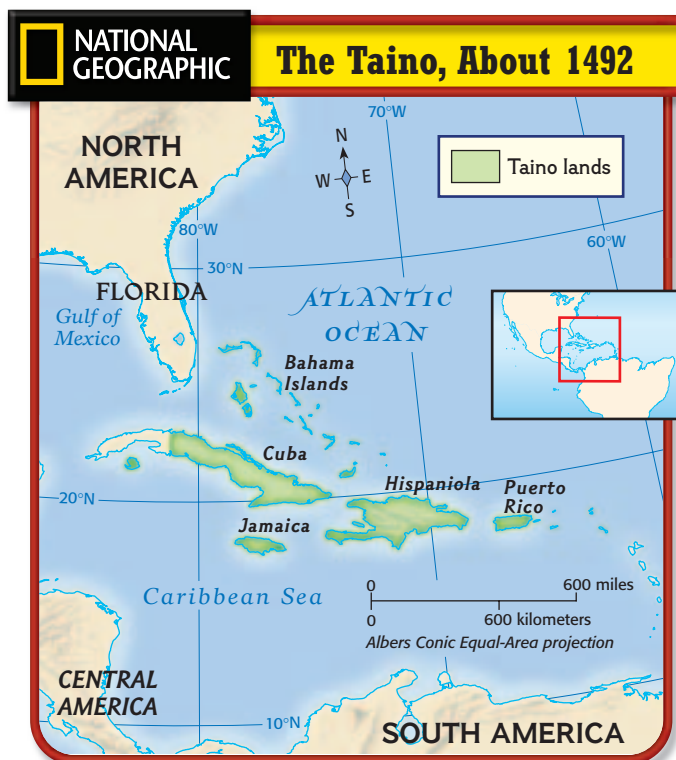 NATIONAL
GEOGRAPHIC
The Taino, About 1492
70°W
NORTH
AMERICA
N
W
E
S
Taino lands
80°W
60°W
30°N
FLORIDA
ATLANTIC
OCEAN
Gulf of
Mexico
Bahama
Islands
Cuba
Hispaniola
Puerto
Rico
20°N
Jamaica
Caribbean Sea
0
600 miles
0
600 kilometers
Albers Conic Equal-Area projection
CENTRAL
AMERICA
10°N
SOUTH AMERICA